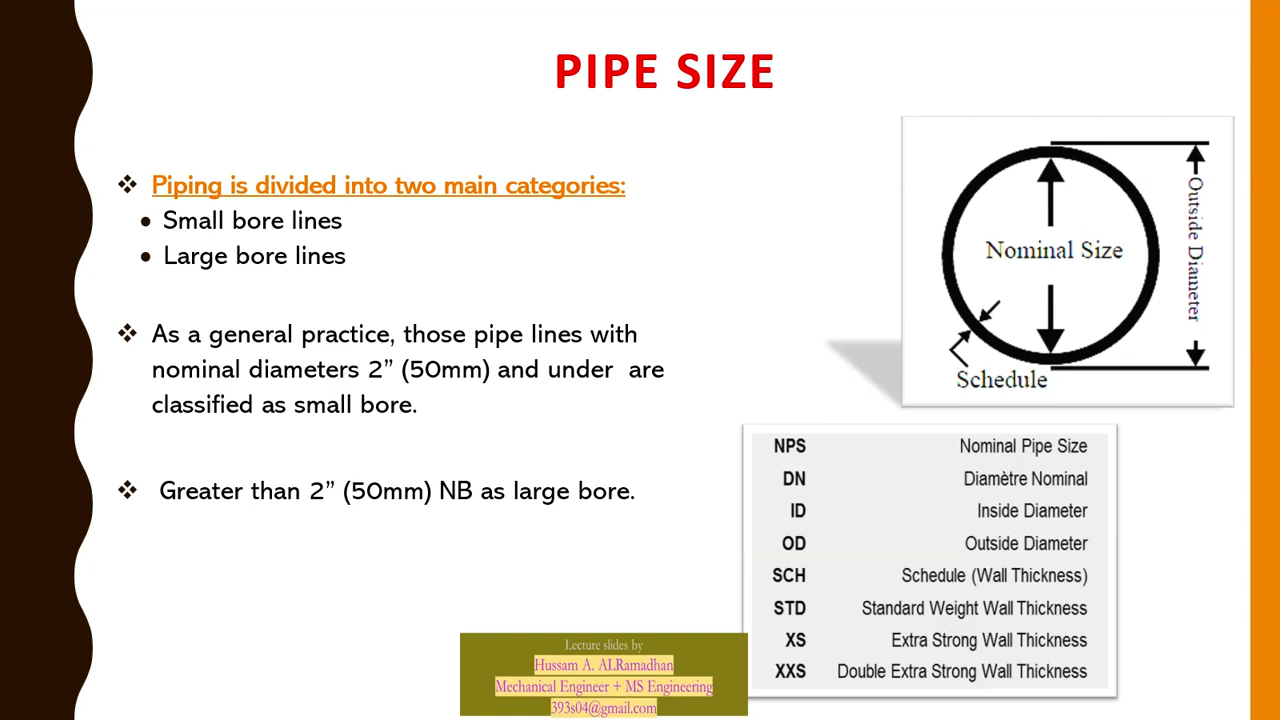 PIPE SIZE
❖ Piping is divided into two main categories:
• Small bore lines
• Large bore lines
❖ As a general practice, those pipe lines with
nominal diameters 2” (50mm) and under are
classified as small bore.
❖ Greater than 2” (50mm) NB as large bore.
Nominal Size
Outside Diameter
Schedule
NPS Nominal Pipe Size
DN Diamètre Nominal
ID Inside Diameter
OD Outside Diameter
SCH Schedule (Wall Thickness)
STD Standard Weight Wall Thickness
XS Extra Strong Wall Thickness
XXS Double Extra Strong Wall Thickness
Lecture slides by
Hussam A. ALRamadhan
Mechanical Engineer + MS Engineering
393s04@gmail.com